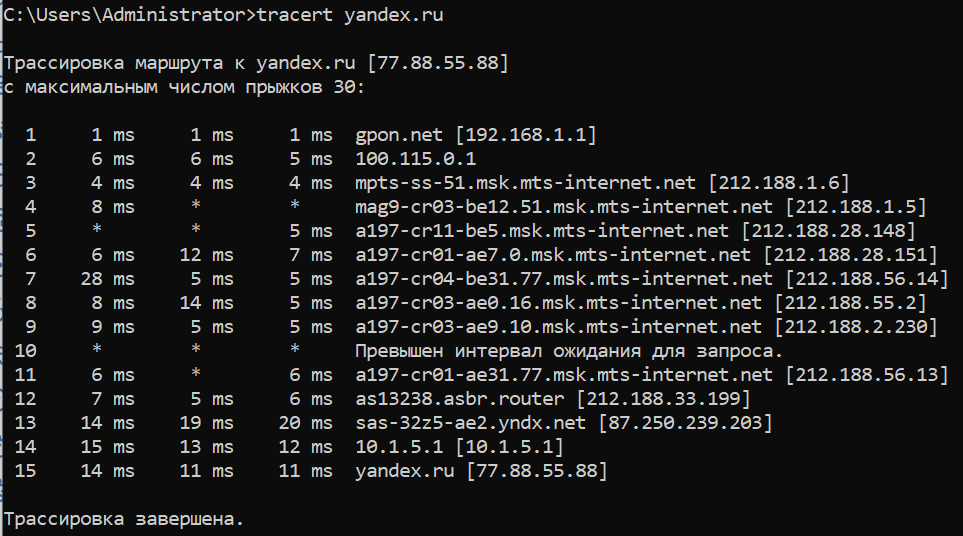 C:\Users\Administrator>tracert yandex.ru
Трассировка маршрута к yandex.ru [77.88.55.88]
с максимальным числом прыжков 30:
1 1 ms 1 ms 1 ms gpon.net [192.168.1.1]
2 6 ms 6 ms 5 ms 100.115.0.1
3 4 ms 4 ms 4 ms mpts-ss-51.msk.mts-internet.net [212.188.1.6]
4 8 ms * * mag9-cr03-be12.51.msk.mts-internet.net [212.188.1.5]
5 * * 5 ms a197-cr11-be5.msk.mts-internet.net [212.188.28.148]
6 6 ms 12 ms 7 ms a197-cr01-ae7.0.msk.mts-internet.net [212.188.28.151]
7 28 ms 5 ms 5 ms a197-cr04-be31.77.msk.mts-internet.net [212.188.56.14]
8 8 ms 14 ms 5 ms a197-cr03-ae0.16.msk.mts-internet.net [212.188.55.2]
9 9 ms 5 ms 5 ms a197-cr03-ae9.10.msk.mts-internet.net [212.188.2.230]
10 * * * Превышен интервал ожидания для запроса.
11 6 ms * 6 ms a197-cr01-ae31.77.msk.mts-internet.net [212.188.56.13]
12 7 ms 5 ms 6 ms as13238.asbr.router [212.188.33.199]
13 14 ms 19 ms 20 ms sas-32z5-ae2.yndx.net [87.250.239.203]
14 15 ms 13 ms 12 ms 10.1.5.1 [10.1.5.1]
15 14 ms 11 ms 11 ms yandex.ru [77.88.55.88]
Трассировка завершена.